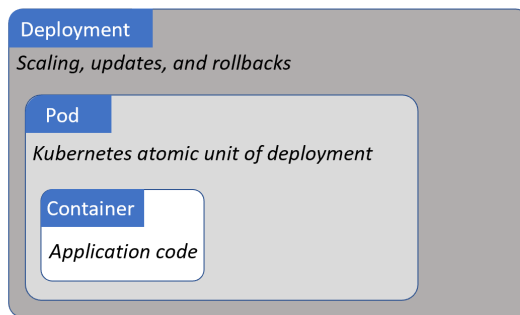 Deployment
Scaling, updates, and rollbacks
Pod
Kubernetes atomic unit of deployment
Container
Application code